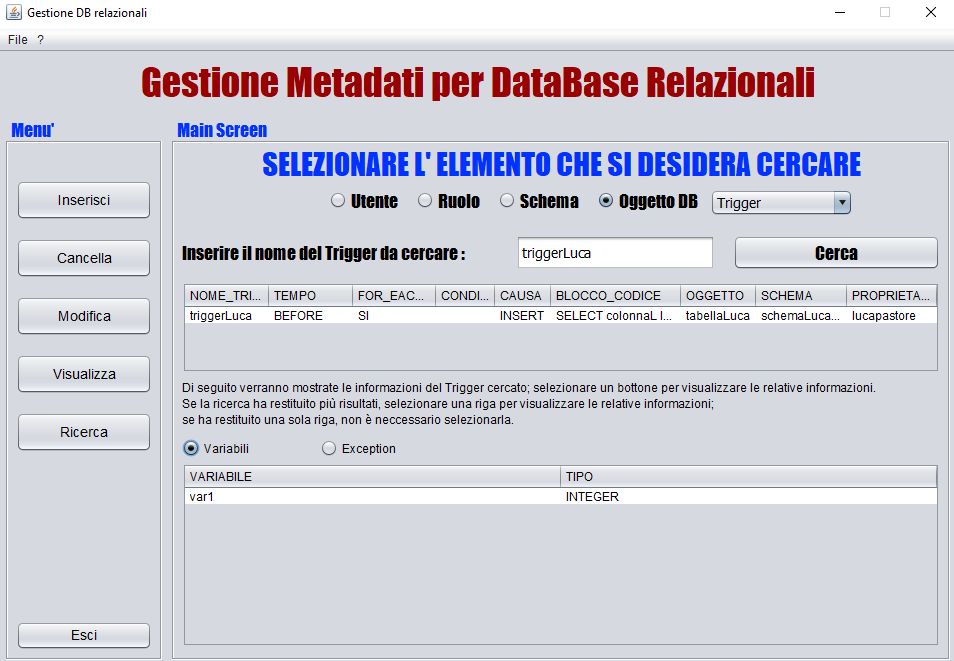 Gestione DB relazionali
File ?
Gestione Metadati per DataBase Relazionali
Menu'
Main Screen
Inserisci
Cancella
Modifica
Visualizza
Ricerca
Esci
SELEZIONARE L' ELEMENTO CHE SI DESIDERA CERCARE
Utente Ruolo Schema Oggetto DB Trigger
Inserire il nome del Trigger da cercare : triggerLuca Cerca
NOME_TRI... TEMPO FOR_EAC... CONDI... CAUSA BLOCCO_CODICE OGGETTO SCHEMA PROPRIETA...
triggerLuca BEFORE SI INSERT SELECT colonnaL I... tabellaLuca schemaLuca... lucapastore
Di seguito verranno mostrate le informazioni del Trigger cercato; selezionare un bottone per visualizzare le relative informazioni.
Se la ricerca ha restituito più risultati, selezionare una riga per visualizzare le relative informazioni;
se ha restituito una sola riga, non è neccessario selezionarla.
Variabili Exception
VARIABILE TIPO
var1 INTEGER